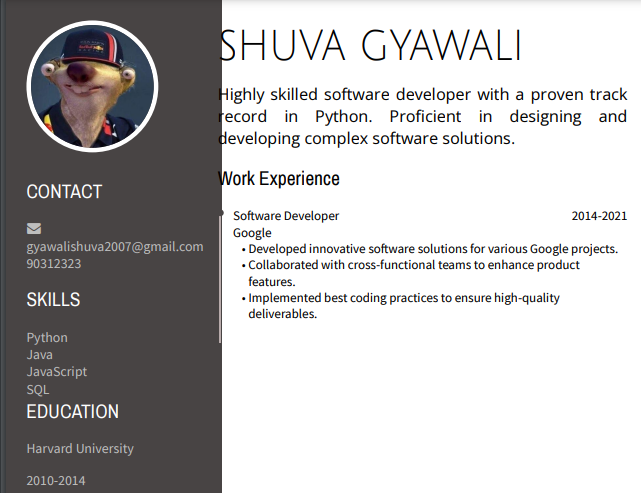 SHUVA GYAWALI
Highly skilled software developer with a proven track
record in Python. Proficient in designing and
developing complex software solutions.
Work Experience
Software Developer 2014-2021
Google
• Developed innovative software solutions for various Google projects.
• Collaborated with cross-functional teams to enhance product
features.
• Implemented best coding practices to ensure high-quality
deliverables.
CONTACT
gyawalishuva2007@gmail.com
90312323
SKILLS
Python
Java
JavaScript
SQL
EDUCATION
Harvard University
2010-2014